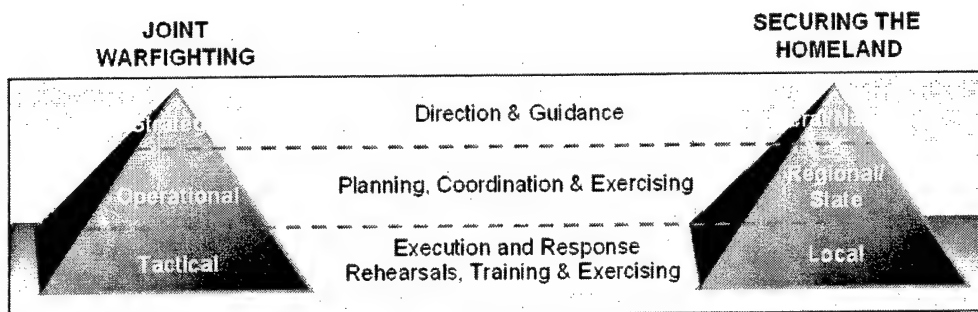 JOINT
WARFIGHTING
SECURING THE
HOMELAND
Direction & Guidance
Operational
Planning, Coordination & Exercising
Regional/
State
Tactical
Execution and Response
Rehearsals, Training & Exercising
Local